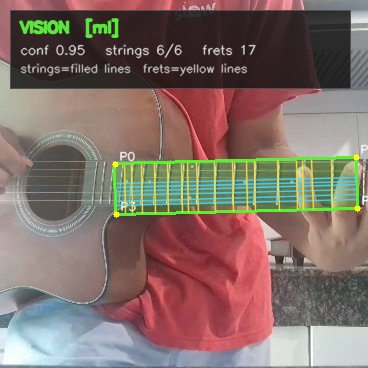 VISION [ml]
conf 0.95 strings 6/6 frets 17
strings=filled lines frets=yellow lines
P0
P3
P
P